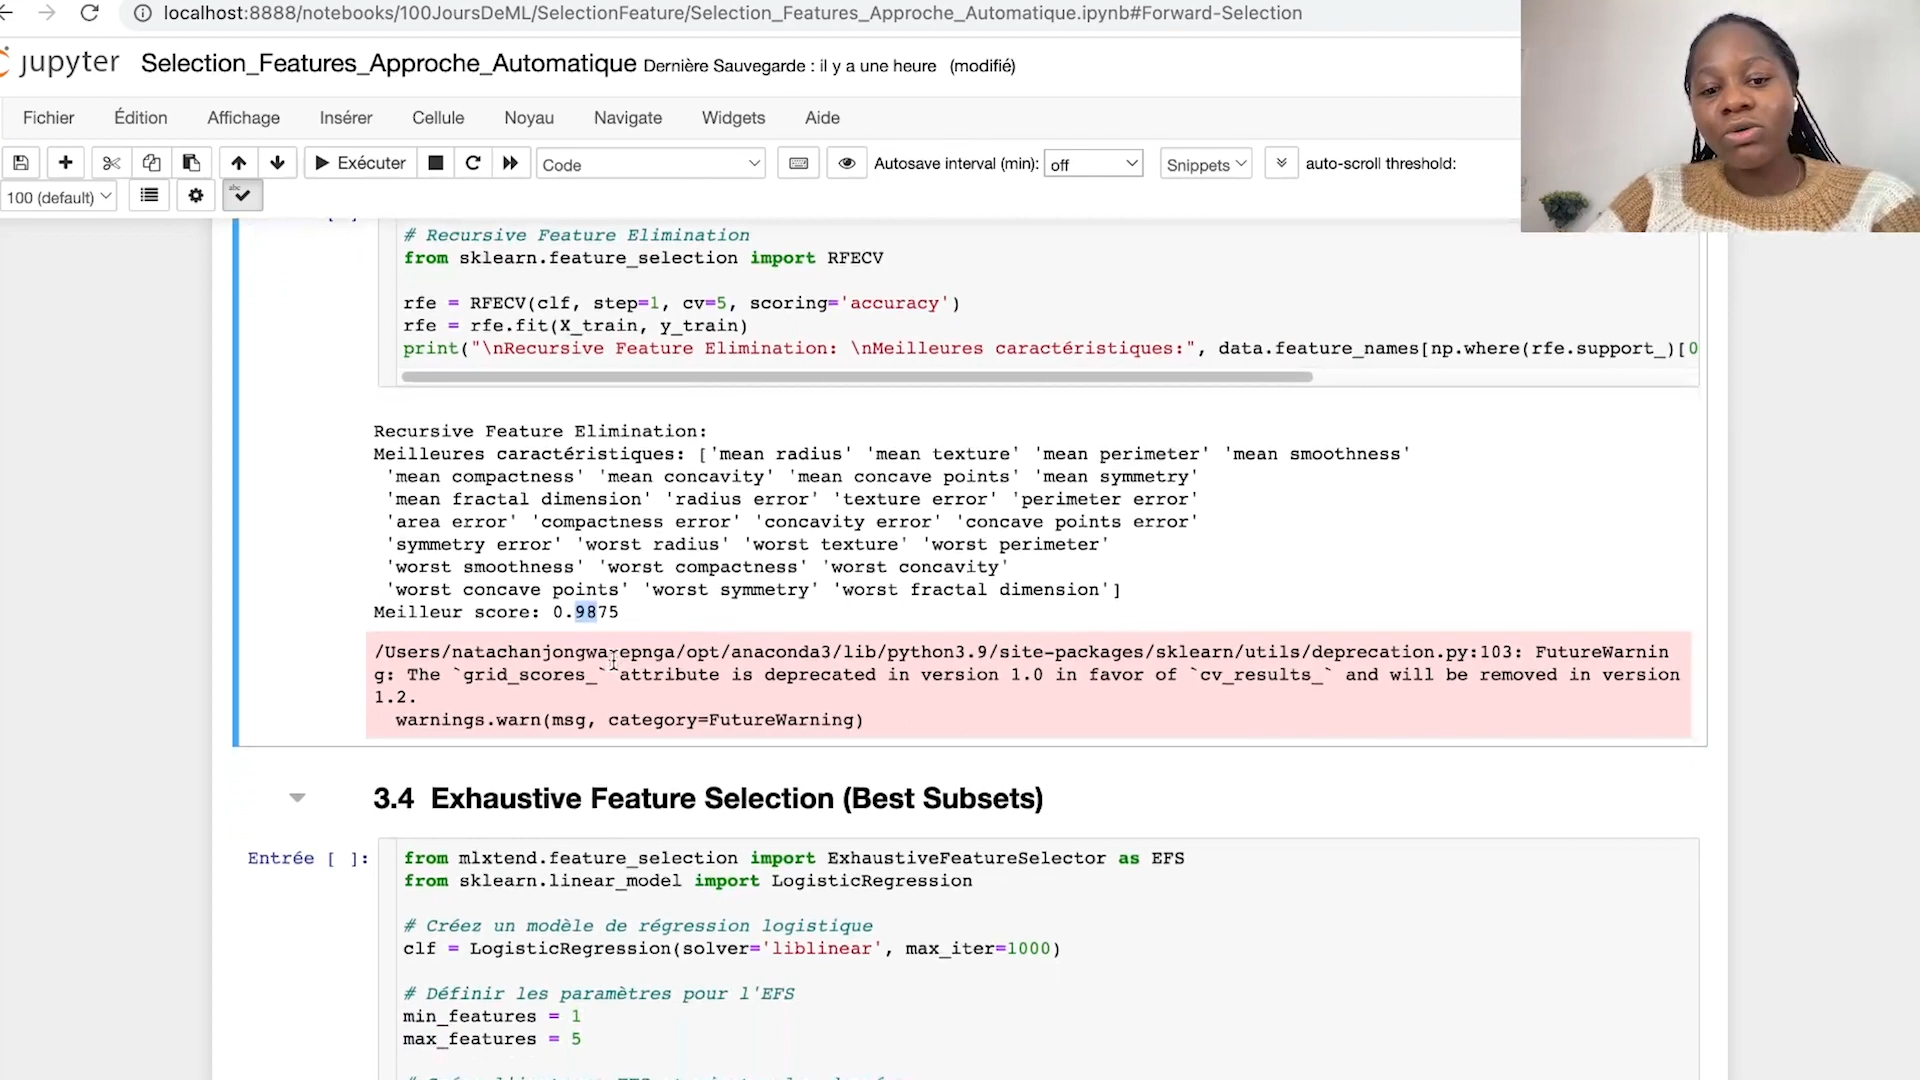 localhost:8888/notebooks/100JoursDeML/SelectionFeature/Selection_Features_Approche_Automatique.ipynb#Forward-Selection
jupyter Selection_Features_Approche_Automatique Dernière Sauvegarde : il y a une heure (modifié)
Fichier Édition Affichage Insérer Cellule Noyau Navigate Widgets Aide
Exécuter Code Autosave interval (min): off Snippets auto-scroll threshold:
100 (default) abc
# Recursive Feature Elimination
from sklearn.feature_selection import RFECV
rfe = RFECV(clf, step=1, cv=5, scoring='accuracy')
rfe = rfe.fit(X_train, y_train)
print("\nRecursive Feature Elimination: \nMeilleures caractéristiques:", data.feature_names[np.where(rfe.support_)[0
Recursive Feature Elimination:
Meilleures caractéristiques: ['mean radius' 'mean texture' 'mean perimeter' 'mean smoothness'
'mean compactness' 'mean concavity' 'mean concave points' 'mean symmetry'
'mean fractal dimension' 'radius error' 'texture error' 'perimeter error'
'area error' 'compactness error' 'concavity error' 'concave points error'
'symmetry error' 'worst radius' 'worst texture' 'worst perimeter'
'worst smoothness' 'worst compactness' 'worst concavity'
'worst concave points' 'worst symmetry' 'worst fractal dimension']
Meilleur score: 0.9875
/Users/natachanjongwarepnga/opt/anaconda3/lib/python3.9/site-packages/sklearn/utils/deprecation.py:103: FutureWarnin
g: The `grid_scores_` attribute is deprecated in version 1.0 in favor of `cv_results_` and will be removed in version
1.2.
warnings.warn(msg, category=FutureWarning)
3.4 Exhaustive Feature Selection (Best Subsets)
Entrée [ ]:
from mlxtend.feature_selection import ExhaustiveFeatureSelector as EFS
from sklearn.linear_model import LogisticRegression
# Créez un modèle de régression logistique
clf = LogisticRegression(solver='liblinear', max_iter=1000)
# Définir les paramètres pour l'EFS
min_features = 1
max_features = 5